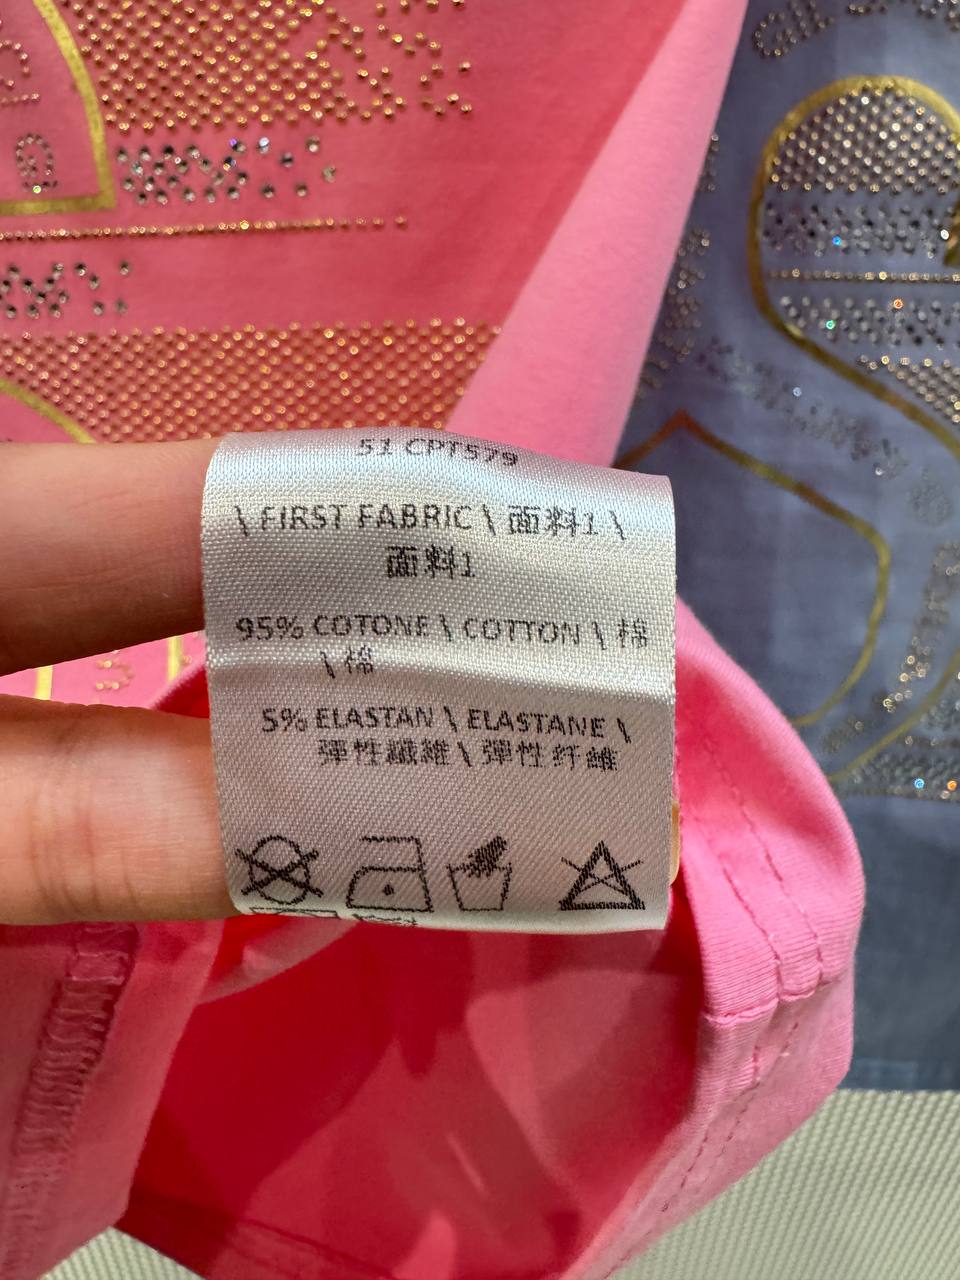 51 CPT579
\ FIRST FABRIC \ 面料1 \
面料1
95% COTONE \ COTTON \ 棉
\ 棉
5% ELASTAN \ ELASTANE \
彈性纖維 \ 弹性纤维